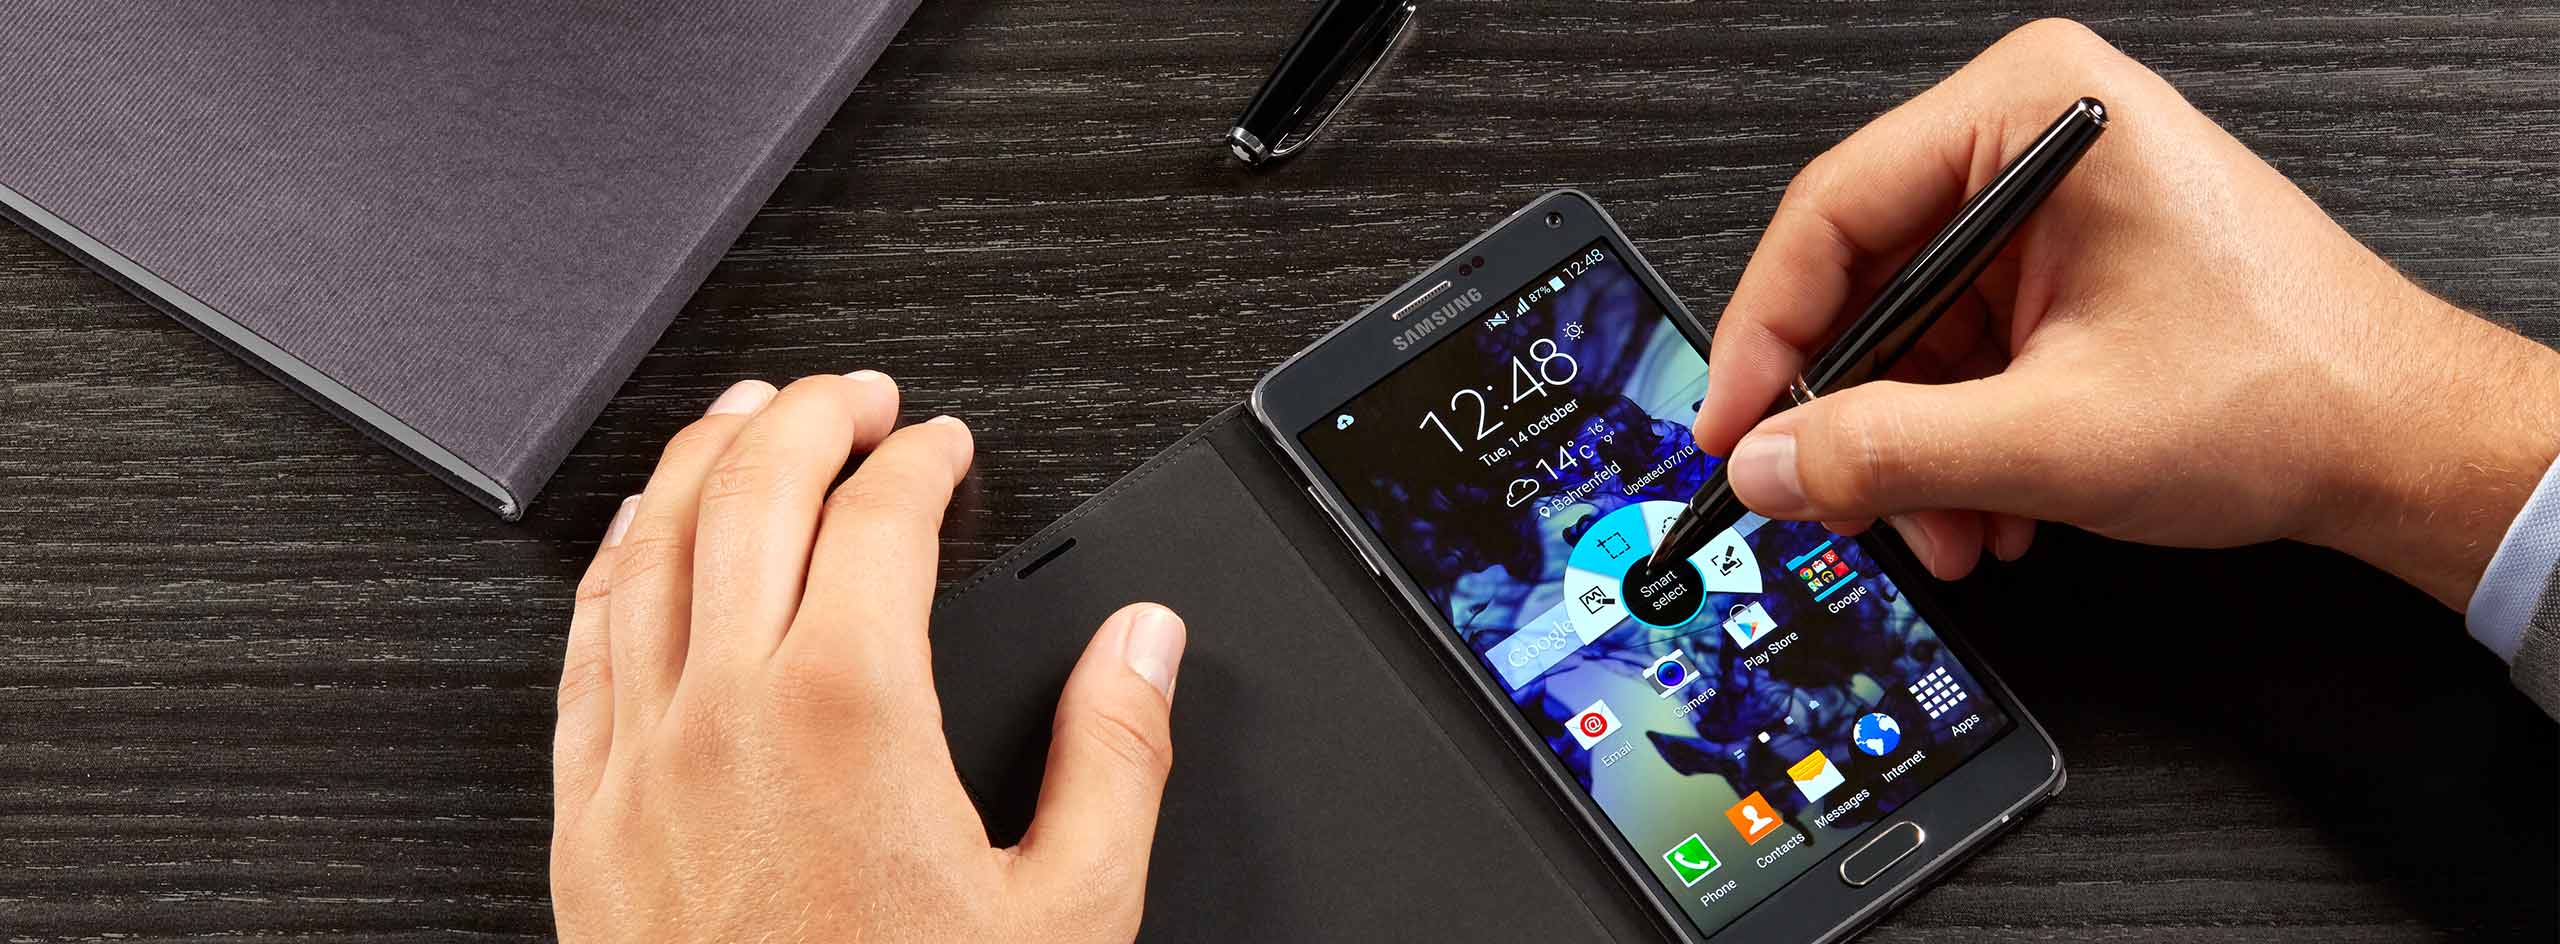 SAMSUNG
87% 12:48
12:48
Tue, 14 October
14°C 16° 9°
Bahrenfeld
Updated 07/10
Smart
select
Google
Google
Play Store
Camera
Email
Apps
Internet
Messages
Contacts
Phone